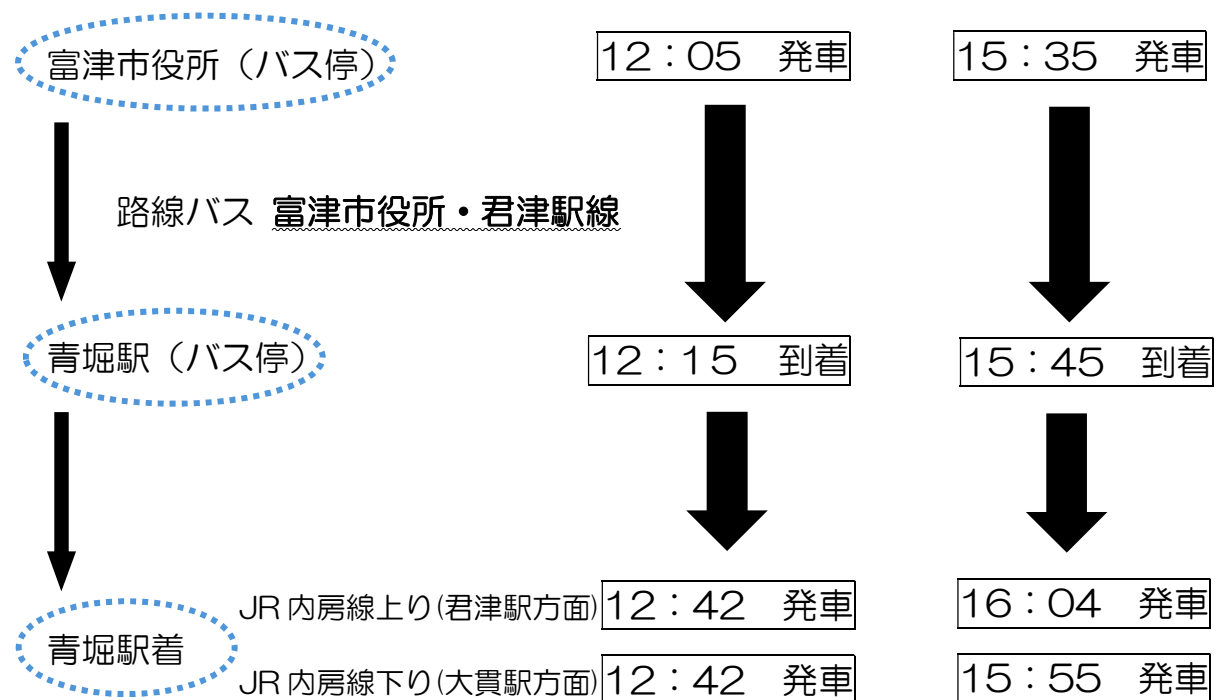 富津市役所（バス停） 12：05　発車 15：35　発車
路線バス 富津市役所・君津駅線
青堀駅（バス停） 12：15　到着 15：45　到着
JR内房線上り(君津駅方面) 12：42　発車 16：04　発車
青堀駅着
JR内房線下り(大貫駅方面) 12：42　発車 15：55　発車